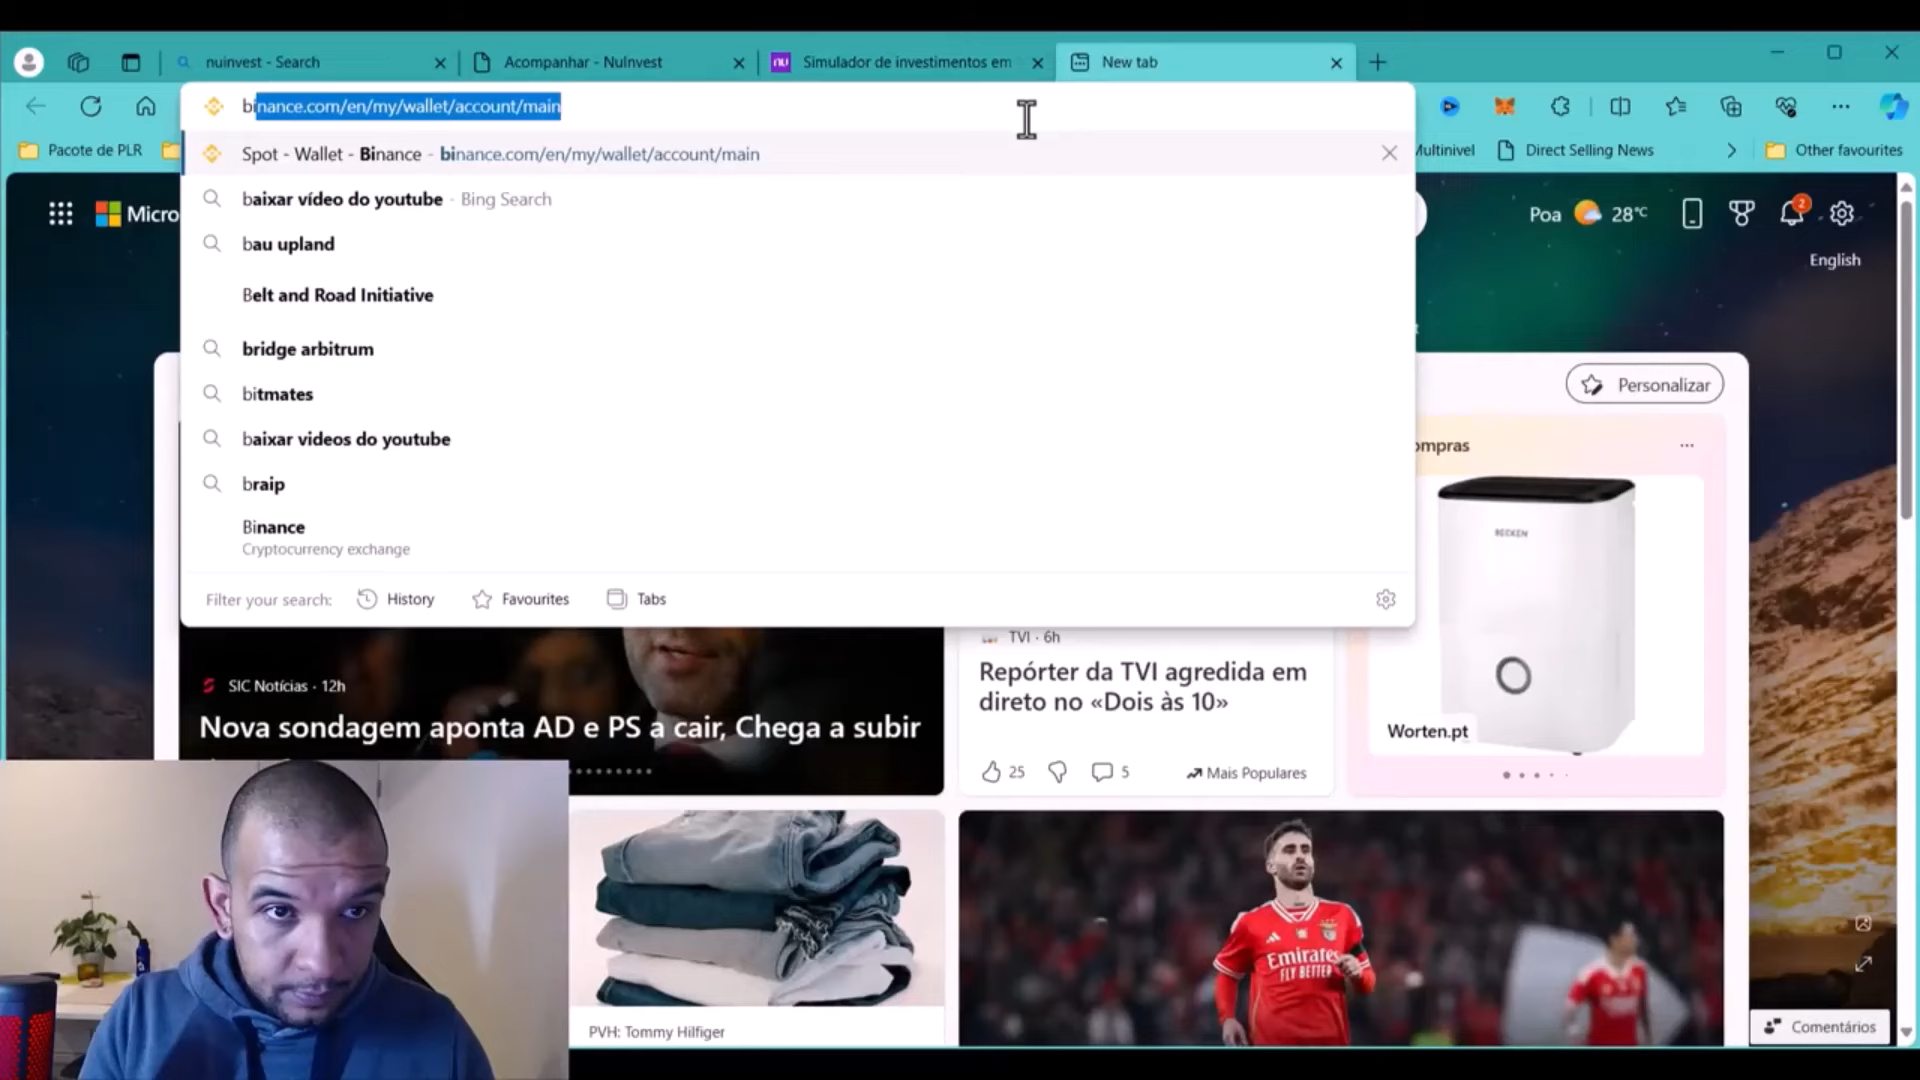 nuinvest - Search
Acompanhar - NuInvest
nu
Simulador de investimentos em
New tab
binance.com/en/my/wallet/account/main
Pacote de PLR
Multinivel
Direct Selling News
Other favourites
Spot - Wallet - Binance - binance.com/en/my/wallet/account/main
baixar vídeo do youtube - Bing Search
bau upland
Belt and Road Initiative
bridge arbitrum
bitmates
baixar videos do youtube
braip
Binance
Cryptocurrency exchange
Filter your search:
History
Favourites
Tabs
Micro
Poa
28°C
2
English
Personalizar
ompras
BECKEN
Worten.pt
SIC Notícias · 12h
Nova sondagem aponta AD e PS a cair, Chega a subir
TVI · 6h
Repórter da TVI agredida em
direto no «Dois às 10»
25
5
Mais Populares
PVH: Tommy Hilfiger
Emirates
FLY BETTER
Comentários